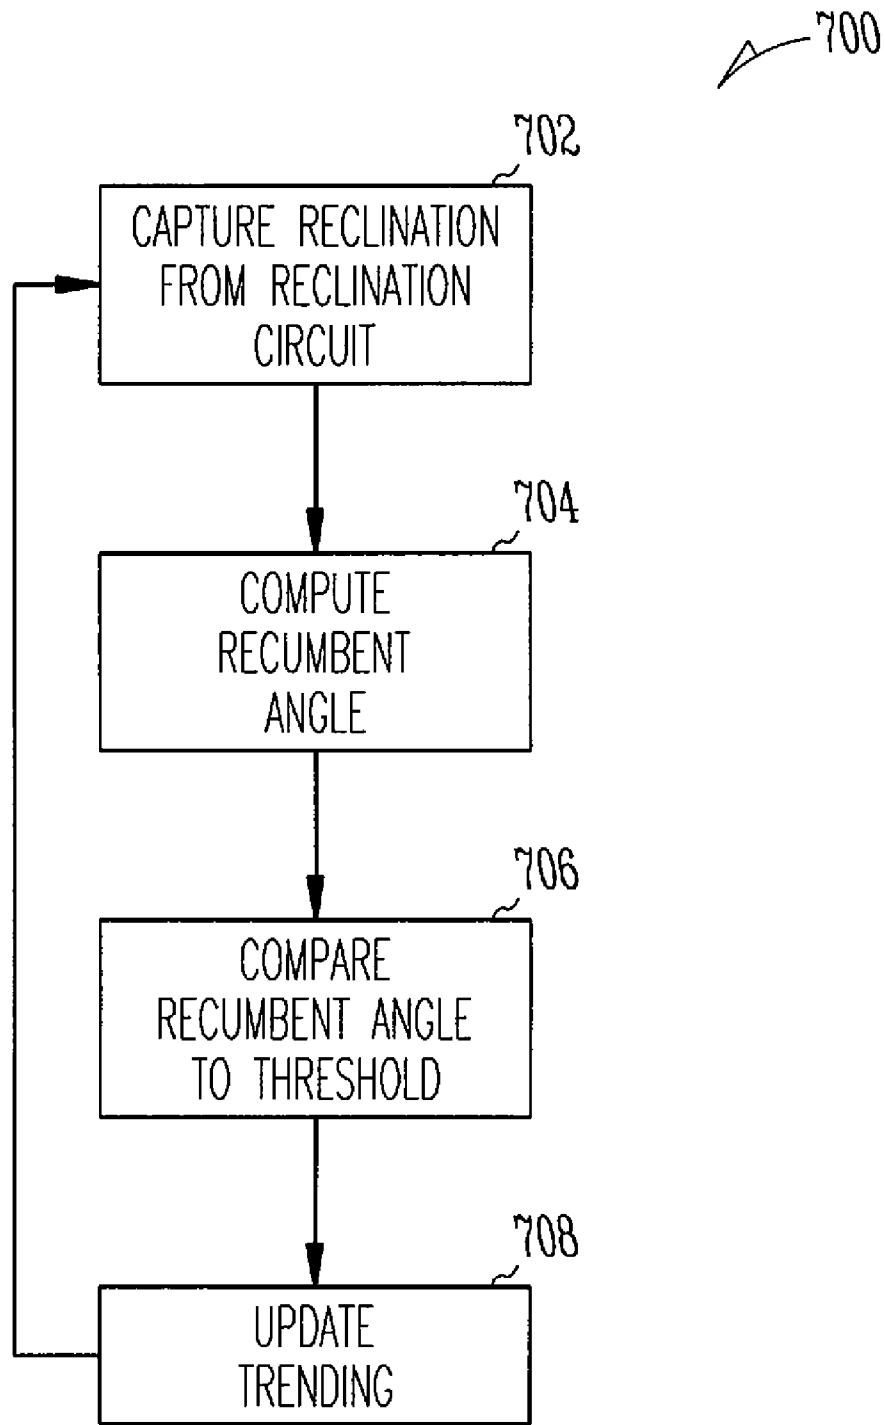 700
702
CAPTURE RECLINATION
FROM RECLINATION
CIRCUIT
704
COMPUTE
RECUMBENT
ANGLE
706
COMPARE
RECUMBENT ANGLE
TO THRESHOLD
708
UPDATE
TRENDING